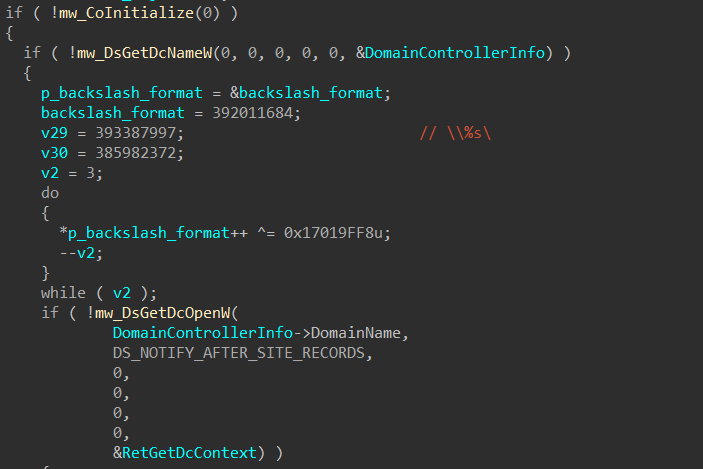 if ( !mw_CoInitialize(0) )
{
if ( !mw_DsGetDcNameW(0, 0, 0, 0, 0, &DomainControllerInfo) )
{
p_backslash_format = &backslash_format;
backslash_format = 392011684;
v29 = 393387997; // \\%s\
v30 = 385982372;
v2 = 3;
do
{
*p_backslash_format++ ^= 0x17019FF8u;
--v2;
}
while ( v2 );
if ( !mw_DsGetDcOpenW(
DomainControllerInfo->DomainName,
DS_NOTIFY_AFTER_SITE_RECORDS,
0,
0,
0,
0,
&RetGetDcContext) )